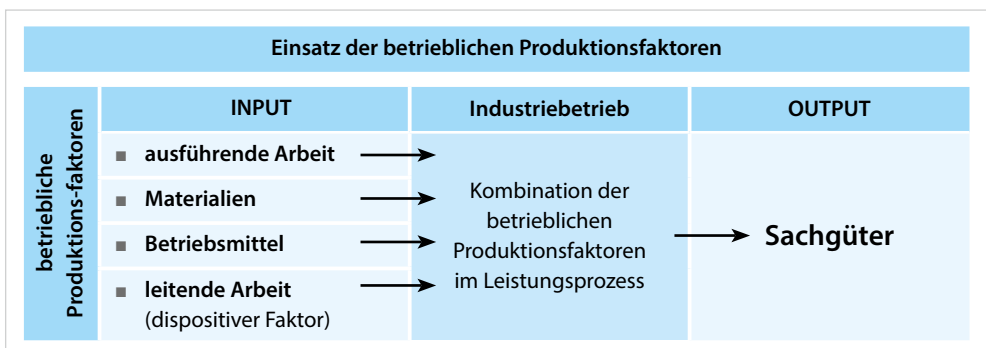 Einsatz der betrieblichen Produktionsfaktoren
betriebliche
Produktions-faktoren
INPUT
Industriebetrieb
OUTPUT
ausführende Arbeit
Materialien
Betriebsmittel
leitende Arbeit
(dispositiver Faktor)
Kombination der
betrieblichen
Produktionsfaktoren
im Leistungsprozess
Sachgüter